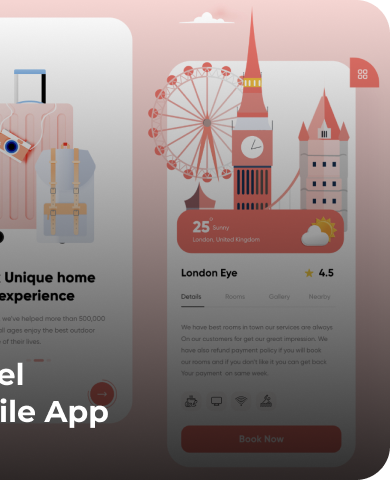 Unique home
experience
we've helped more than 500,000
all ages enjoy the best outdoor
of their lives.
el
ile App
25° Sunny
London, United Kingdom
London Eye
4.5
Details Rooms Gallery Nearby
We have best rooms in town our services are always
On our customers for get our great impression. We
have also refund payment policy if you will book
our rooms and if you don't like it you can get back
Your payment on same week.
Book Now